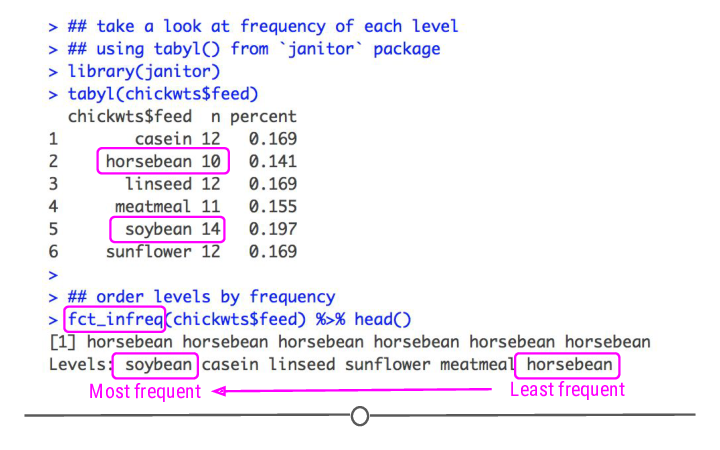 > ## take a look at frequency of each level
> ## using tabyl() from `janitor` package
> library(janitor)
> tabyl(chickwts$feed)
chickwts$feed n percent
1 casein 12 0.169
2 horsebean 10 0.141
3 linseed 12 0.169
4 meatmeal 11 0.155
5 soybean 14 0.197
6 sunflower 12 0.169
>
> ## order levels by frequency
> fct_infreq(chickwts$feed) %>% head()
[1] horsebean horsebean horsebean horsebean horsebean horsebean
Levels: soybean casein linseed sunflower meatmeal horsebean
Most frequent Least frequent